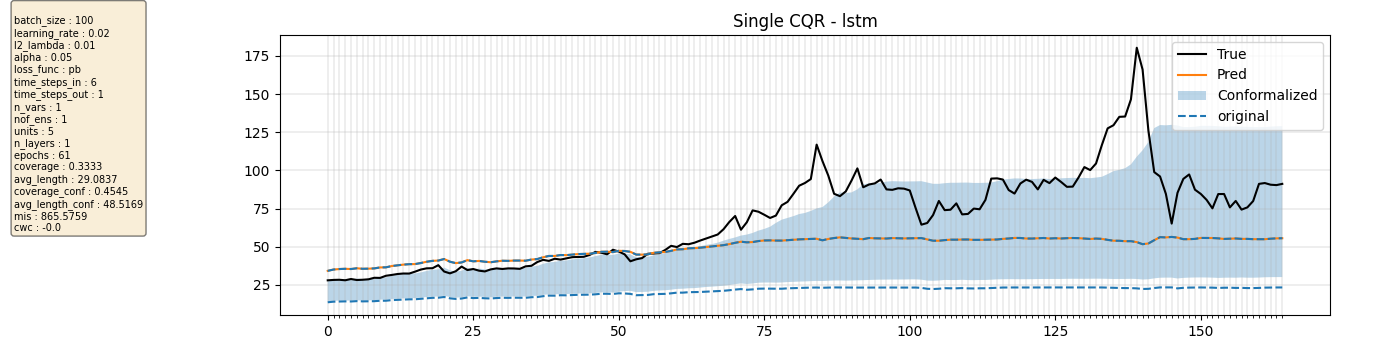 batch_size : 100
learning_rate : 0.02
l2_lambda : 0.01
alpha : 0.05
loss_func : pb
time_steps_in : 6
time_steps_out : 1
n_vars : 1
nof_ens : 1
units : 5
n_layers : 1
epochs : 61
coverage : 0.3333
avg_length : 29.0837
coverage_conf : 0.4545
avg_length_conf : 48.5169
mis : 865.5759
cwc : -0.0
Single CQR - lstm
175
150
125
100
75
50
25
0 25 50 75 100 125 150
True
Pred
Conformalized
original